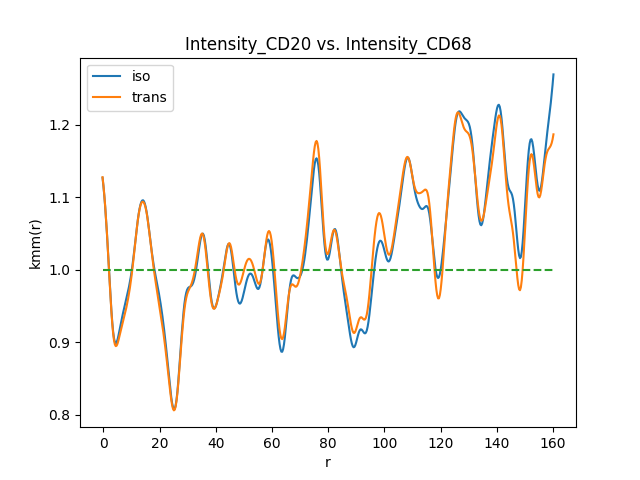 Intensity_CD20 vs. Intensity_CD68
iso
trans
kmm(r)
1.2
1.1
1.0
0.9
0.8
0 20 40 60 80 100 120 140 160
r